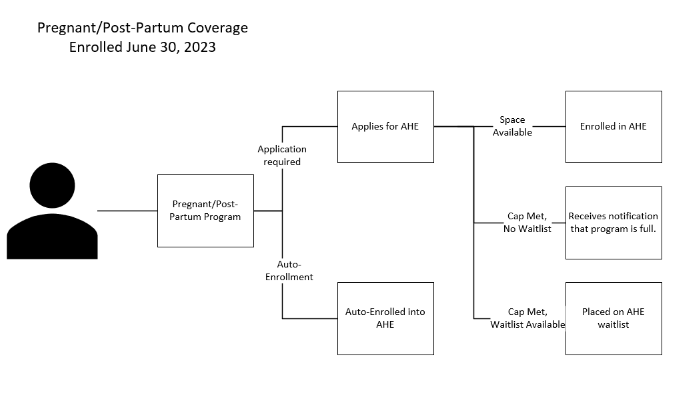 Pregnant/Post-Partum Coverage
Enrolled June 30, 2023
Pregnant/Post-
Partum Program
Application
required
Auto-
Enrollment
Applies for AHE
Auto-Enrolled into
AHE
Space
Available
Enrolled in AHE
Cap Met,
No Waitlist
Receives notification
that program is full.
Cap Met,
Waitlist Available
Placed on AHE
waitlist